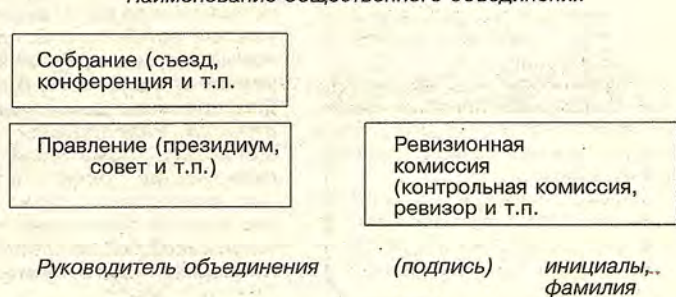 Наименование общественного объединения
Собрание (съезд,
конференция и т.п.
Правление (президиум,
совет и т.п.)
Ревизионная
комиссия
(контрольная комиссия,
ревизор и т.п.
Руководитель объединения (подпись) инициалы,
фамилия